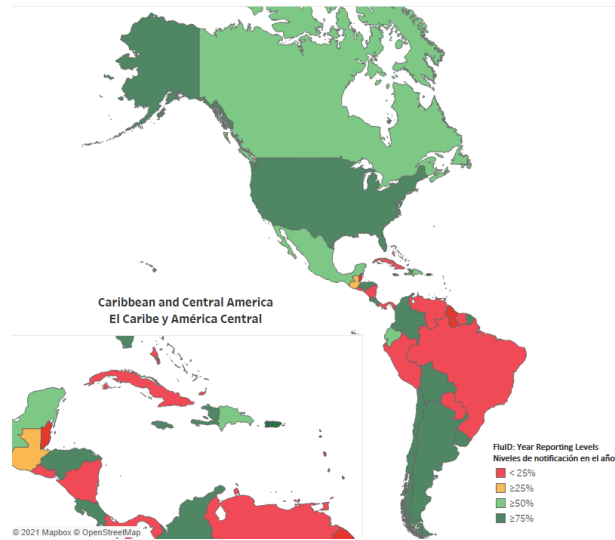 Caribbean and Central America
El Caribe y América Central
FluID: Year Reporting Levels
Niveles de notificación en el año
< 25%
≥25%
≥50%
≥75%
© 2021 Mapbox © OpenStreetMap